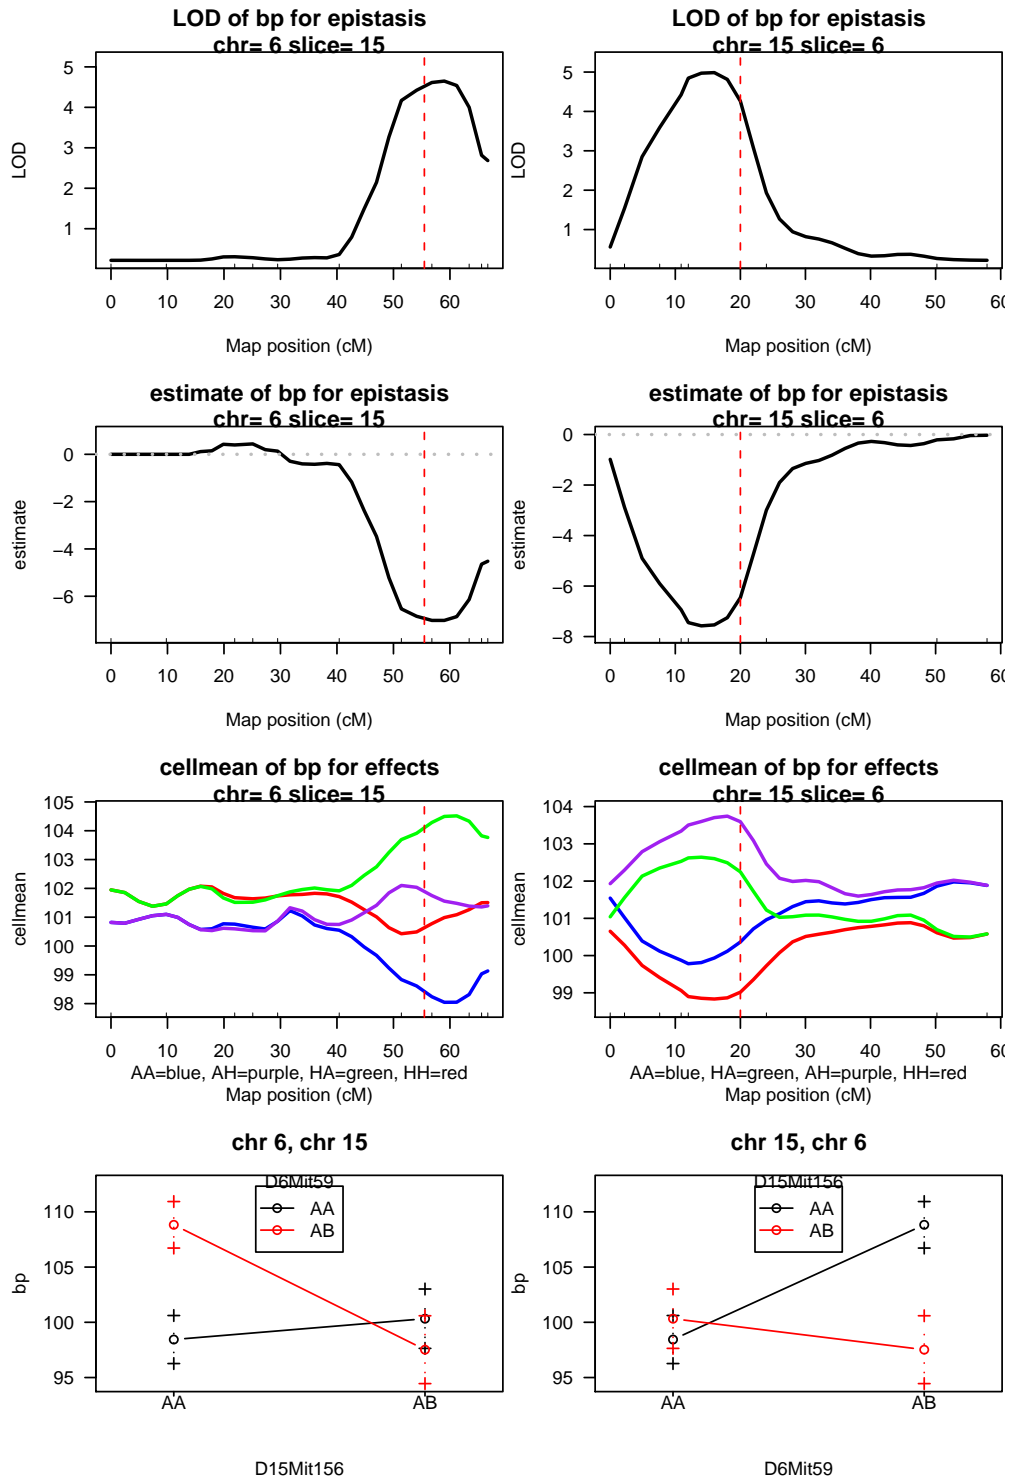 LOD of bp for epistasis
chr= 6 slice= 15
5
4
3
2
1
LOD
0 10 20 30 40 50 60
Map position (cM)
LOD of bp for epistasis
chr= 15 slice= 6
5
4
3
2
1
LOD
0 10 20 30 40 50 60
Map position (cM)
estimate of bp for epistasis
chr= 6 slice= 15
0
−2
−4
−6
estimate
0 10 20 30 40 50 60
Map position (cM)
estimate of bp for epistasis
chr= 15 slice= 6
0
−2
−4
−6
−8
estimate
0 10 20 30 40 50 60
Map position (cM)
cellmean of bp for effects
chr= 6 slice= 15
105
104
103
102
101
100
99
98
cellmean
0 10 20 30 40 50 60
AA=blue, AH=purple, HA=green, HH=red
Map position (cM)
cellmean of bp for effects
chr= 15 slice= 6
104
103
102
101
100
99
cellmean
0 10 20 30 40 50 60
AA=blue, HA=green, AH=purple, HH=red
Map position (cM)
chr 6, chr 15
D6Mit59
AA
AB
110
105
100
95
bp
AA AB
D15Mit156
chr 15, chr 6
D15Mit156
AA
AB
110
105
100
95
bp
AA AB
D6Mit59